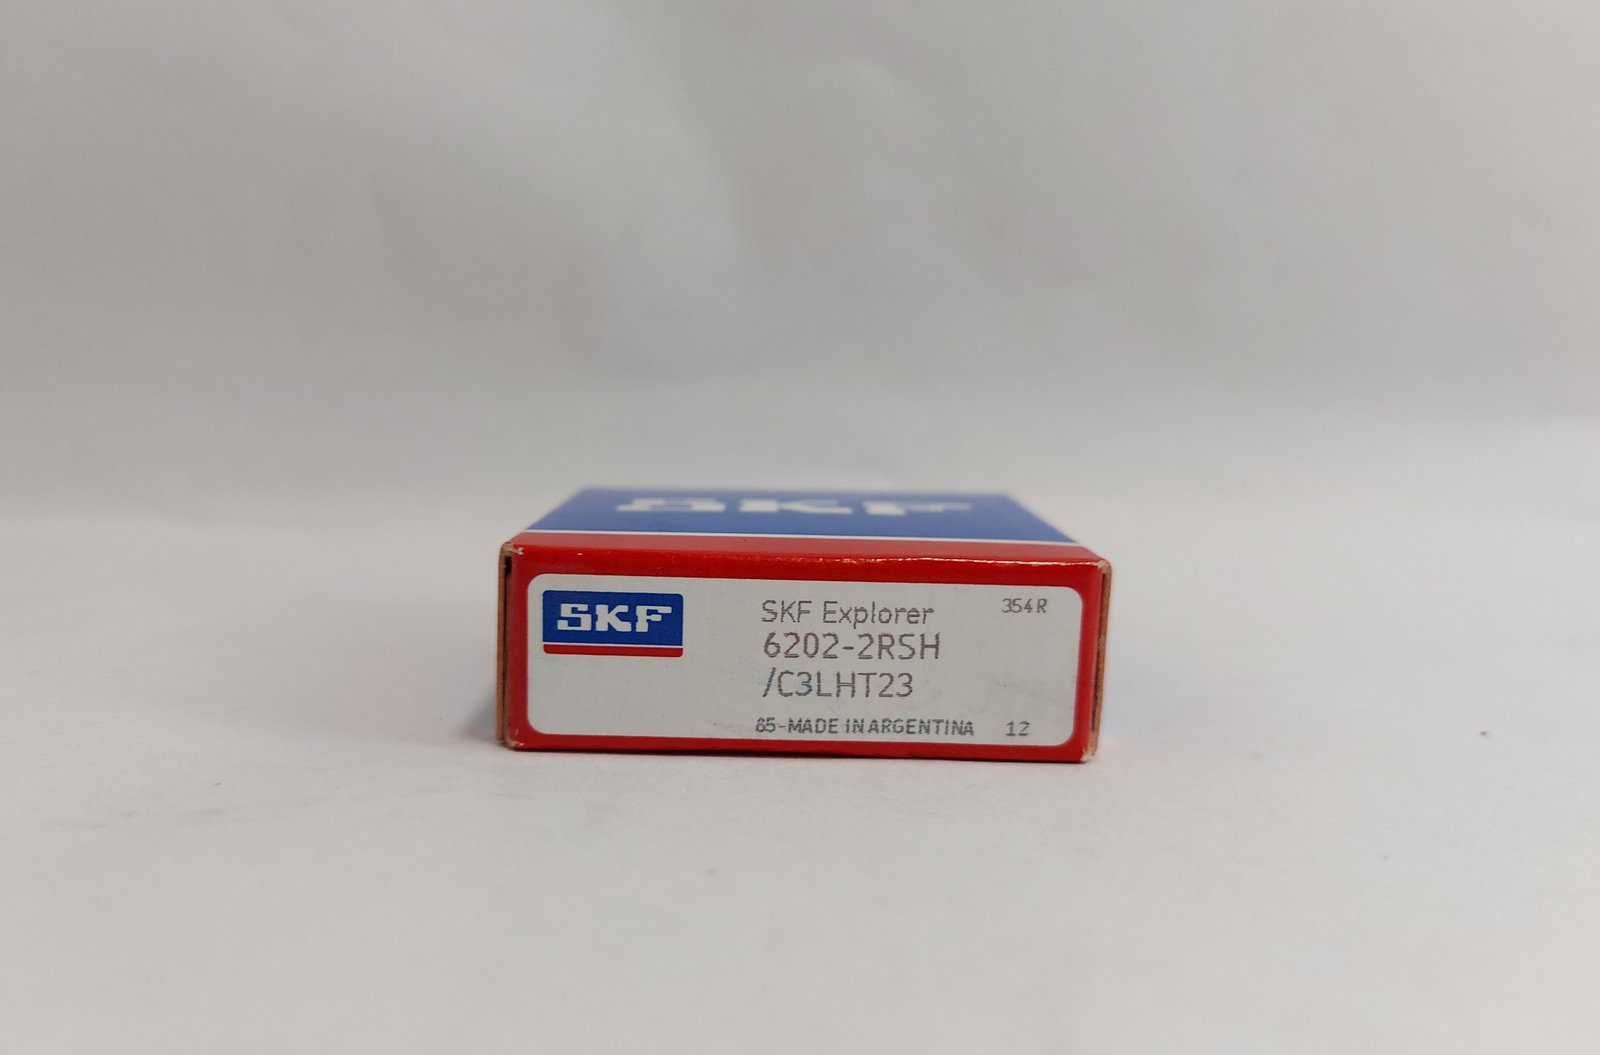 SKF
SKF
SKF Explorer
354R
6202-2RSH
/C3LHT23
85-MADE IN ARGENTINA
12